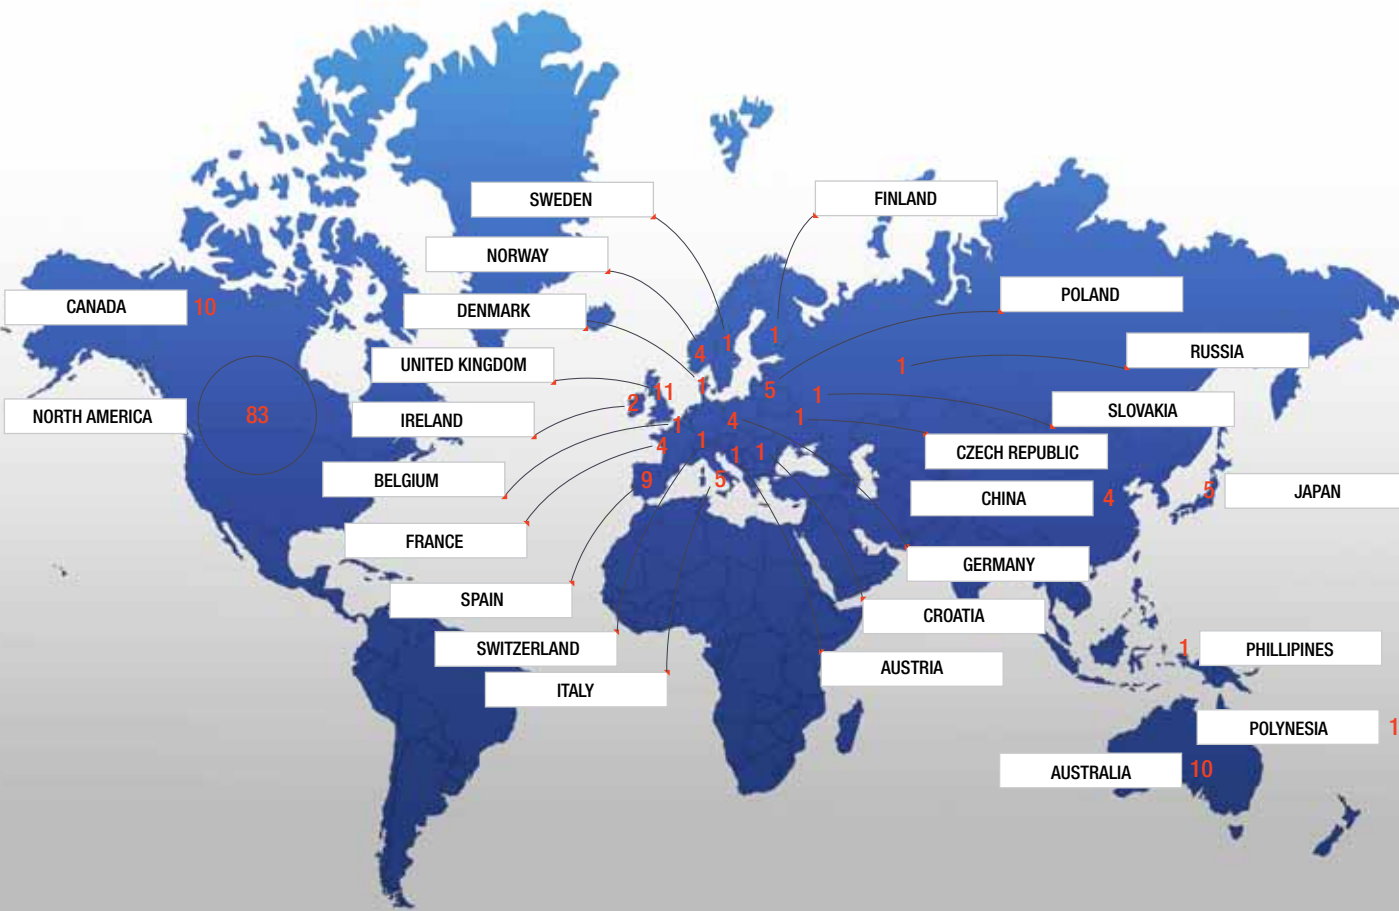 SWEDEN
FINLAND
NORWAY
POLAND
CANADA 10
DENMARK
1
1
4
1
RUSSIA
UNITED KINGDOM
1
11
5
1
SLOVAKIA
NORTH AMERICA 83
2
IRELAND
1
4
1
CZECH REPUBLIC
4
1
1
1
BELGIUM
9
5
CHINA 4
5 JAPAN
FRANCE
GERMANY
SPAIN
CROATIA
SWITZERLAND
1 PHILLIPINES
AUSTRIA
ITALY
POLYNESIA 1
AUSTRALIA 10